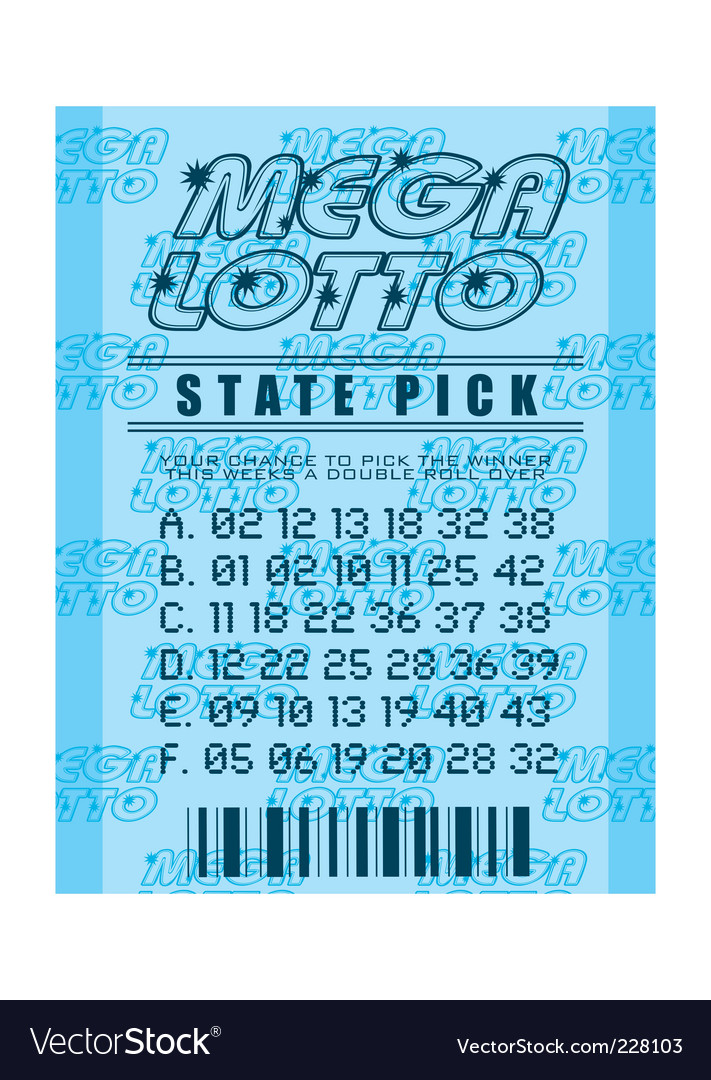 MEGA
LOTTO
STATE PICK
YOUR CHANCE TO PICK THE WINNER
THIS WEEKS A DOUBLE ROLL OVER
A. 02 12 13 18 32 38
B. 01 02 10 11 25 42
C. 11 18 22 36 37 38
D. 12 22 25 28 36 39
E. 09 10 13 19 40 43
F. 05 06 19 20 28 32
VectorStock® VectorStock.com/228103